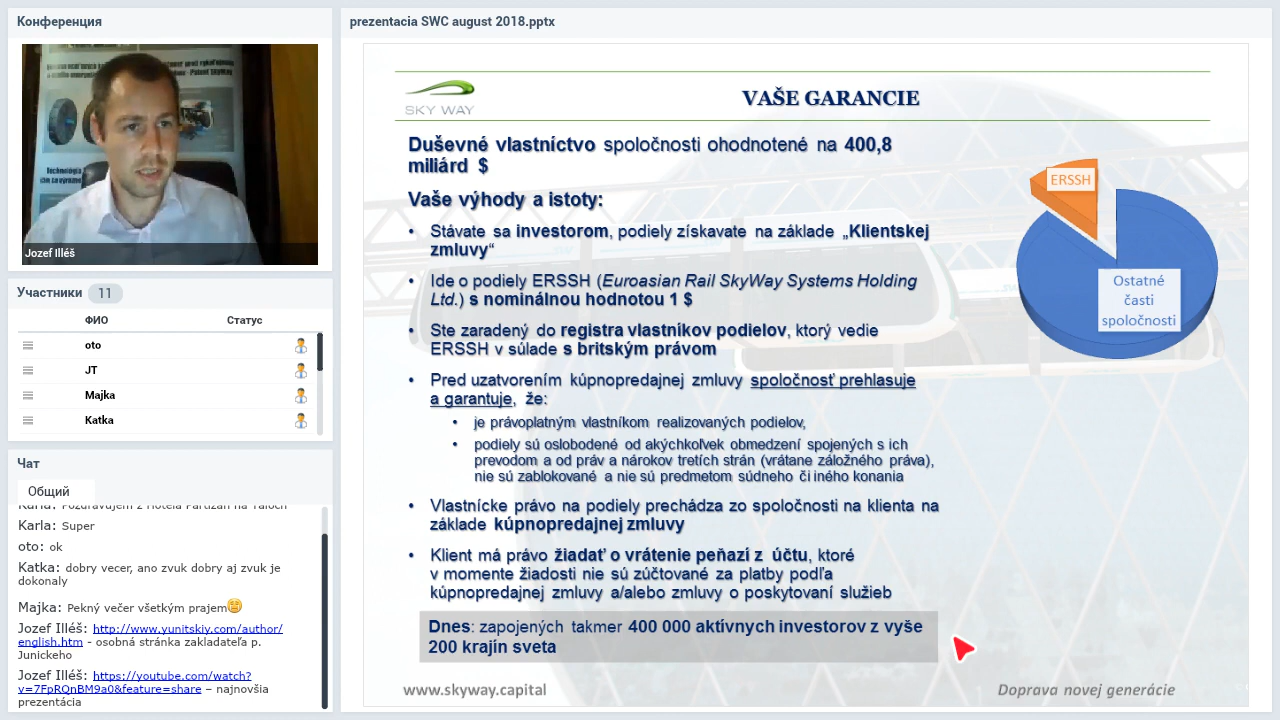 Конференция
Jozef Illéš
Участники 11
ФИО Статус
oto
JT
Majka
Katka
Чат
Общий
Karla: Pozdravujem z Hotela Partizán na Táľoch
Karla: Super
oto: ok
Katka: dobry vecer, ano zvuk dobry aj zvuk je
dokonaly
Majka: Pekný večer všetkým prajem
Jozef Illéš: http://www.yunitskiy.com/author/
english.htm - osobná stránka zakladateľa p.
Junickeho
Jozef Illéš: https://youtube.com/watch?
v=7FpRQnBM9a0&feature=share – najnovšia
prezentácia
prezentacia SWC august 2018.pptx
SKY WAY
VAŠE GARANCIE
Duševné vlastníctvo spoločnosti ohodnotené na 400,8
miliárd $
Vaše výhody a istoty:
• Stávate sa investorom, podiely získavate na základe „Klientskej
zmluvy“
• Ide o podiely ERSSH (Euroasian Rail SkyWay Systems Holding
Ltd.) s nominálnou hodnotou 1 $
• Ste zaradený do registra vlastníkov podielov, ktorý vedie
ERSSH v súlade s britským právom
• Pred uzatvorením kúpnopredajnej zmluvy spoločnosť prehlasuje
a garantuje, že:
• je právoplatným vlastníkom realizovaných podielov,
• podiely sú oslobodené od akýchkoľvek obmedzení spojených s ich
prevodom a od práv a nárokov tretích strán (vrátane záložného práva),
nie sú zablokované a nie sú predmetom súdneho či iného konania
• Vlastnícke právo na podiely prechádza zo spoločnosti na klienta na
základe kúpnopredajnej zmluvy
• Klient má právo žiadať o vrátenie peňazí z účtu, ktoré
v momente žiadosti nie sú zúčtované za platby podľa
kúpnopredajnej zmluvy a/alebo zmluvy o poskytovaní služieb
Dnes: zapojených takmer 400 000 aktívnych investorov z vyše
200 krajín sveta
ERSSH
Ostatné
časti
spoločnosti
www.skyway.capital
Doprava novej generácie